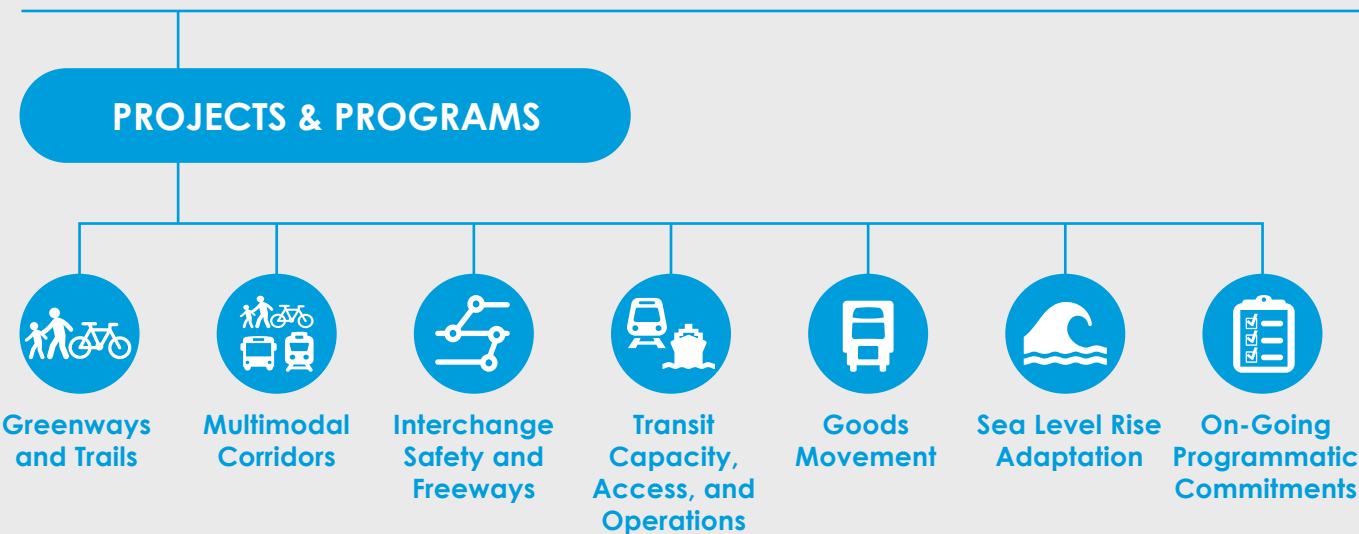 PROJECTS & PROGRAMS
Greenways
and Trails
Multimodal
Corridors
Interchange
Safety and
Freeways
Transit
Capacity,
Access, and
Operations
Goods
Movement
Sea Level Rise
Adaptation
On-Going
Programmatic
Commitments